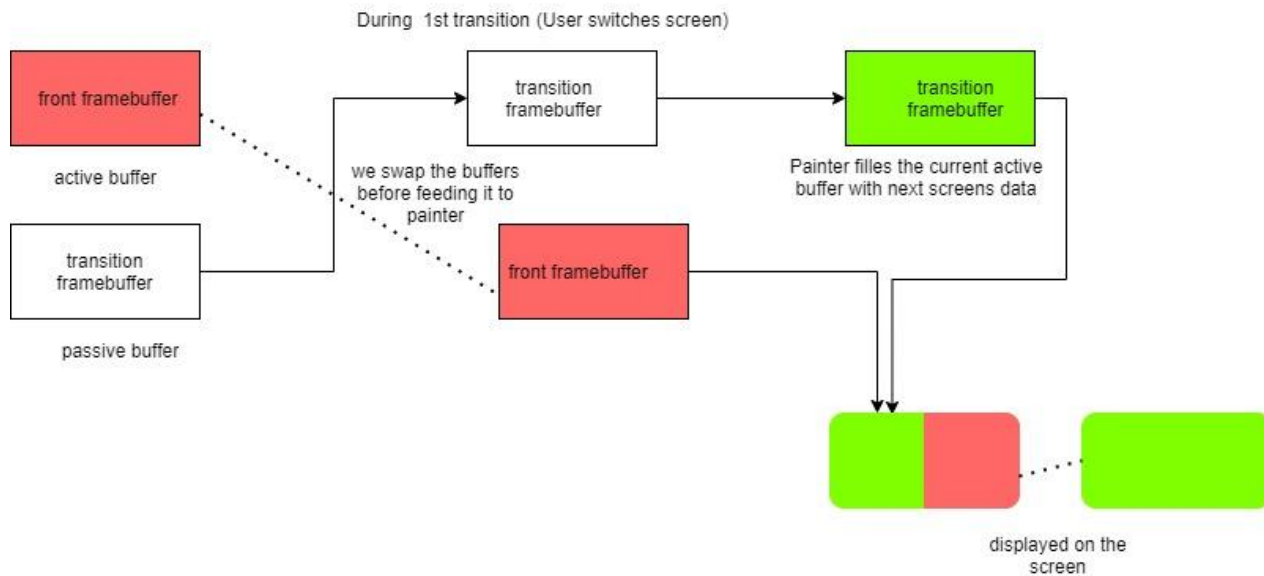 During 1st transition (User switches screen)
front framebuffer
active buffer
transition
framebuffer
passive buffer
we swap the buffers
before feeding it to
painter
transition
framebuffer
front framebuffer
transition
framebuffer
Painter filles the current active
buffer with next screens data
displayed on the
screen